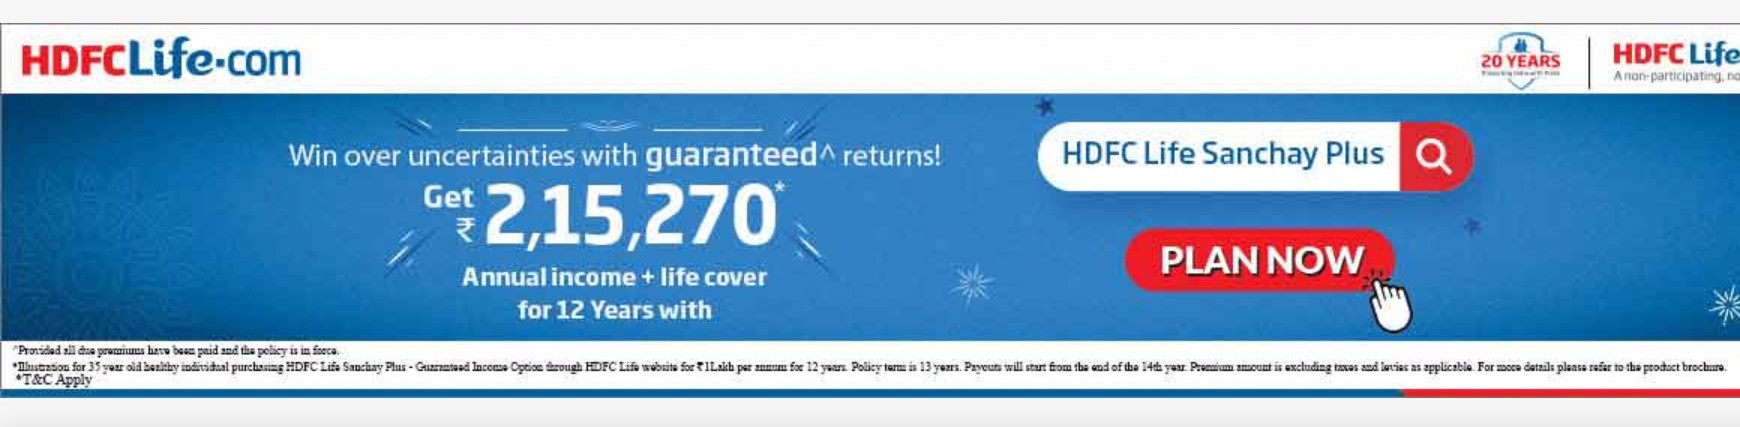 HDFCLife.com
20 YEARS
HDFC Life
A non-participating, no
Win over uncertainties with guaranteed^ returns!
Get
₹ 2,15,270*
Annual income + life cover
for 12 Years with
HDFC Life Sanchay Plus
PLAN NOW
^Provided all due premiums have been paid and the policy is in force.
*Illustration for 35 year old healthy individual purchasing HDFC Life Sanchay Plus - Guaranteed Income Option through HDFC Life website for ₹ 1Lakh per annum for 12 years. Policy term is 13 years. Payouts will start from the end of the 14th year. Premium amount is excluding taxes and levies as applicable. For more details please refer to the product brochure.
*T&C Apply